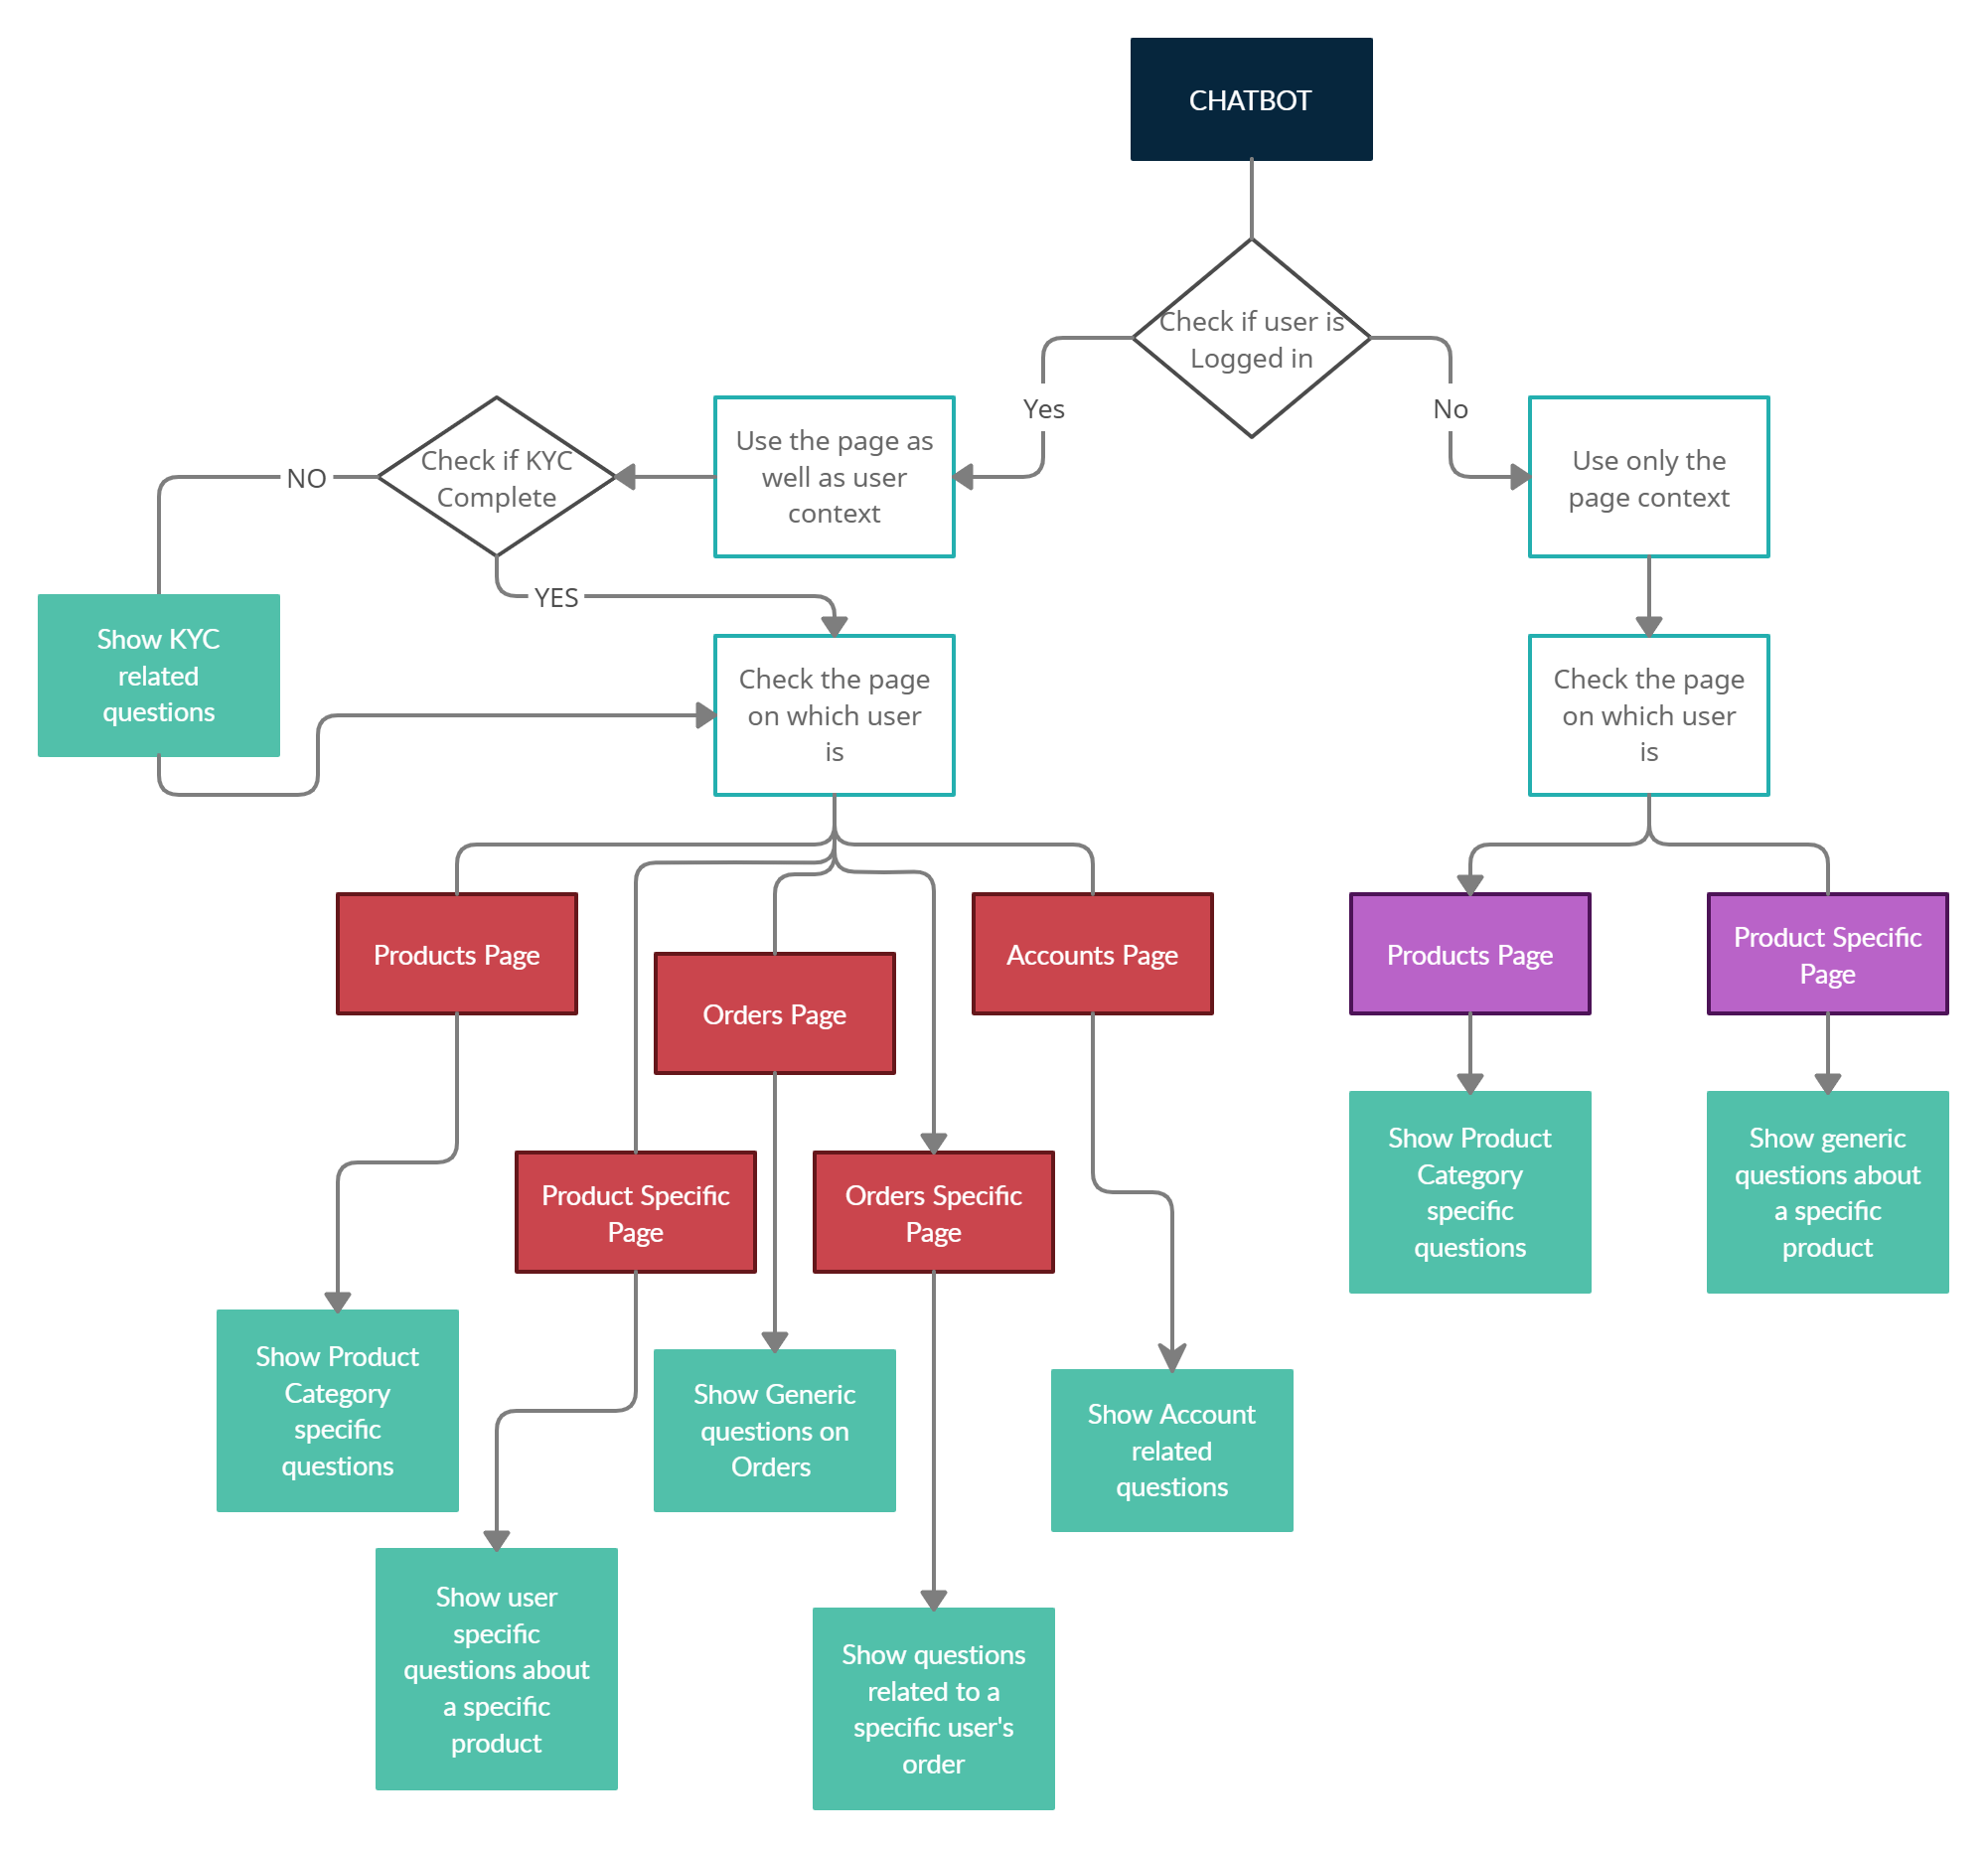 CHATBOT
Check if user is
Logged in
Yes
No
Use the page as
well as user
context
Check if KYC
Complete
NO
YES
Use only the
page context
Show KYC
related
questions
Check the page
on which user
is
Check the page
on which user
is
Products Page
Orders Page
Accounts Page
Products Page
Product Specific
Page
Product Specific
Page
Orders Specific
Page
Show Product
Category
specific
questions
Show generic
questions about
a specific
product
Show Product
Category
specific
questions
Show Generic
questions on
Orders
Show Account
related
questions
Show user
specific
questions about
a specific
product
Show questions
related to a
specific user's
order